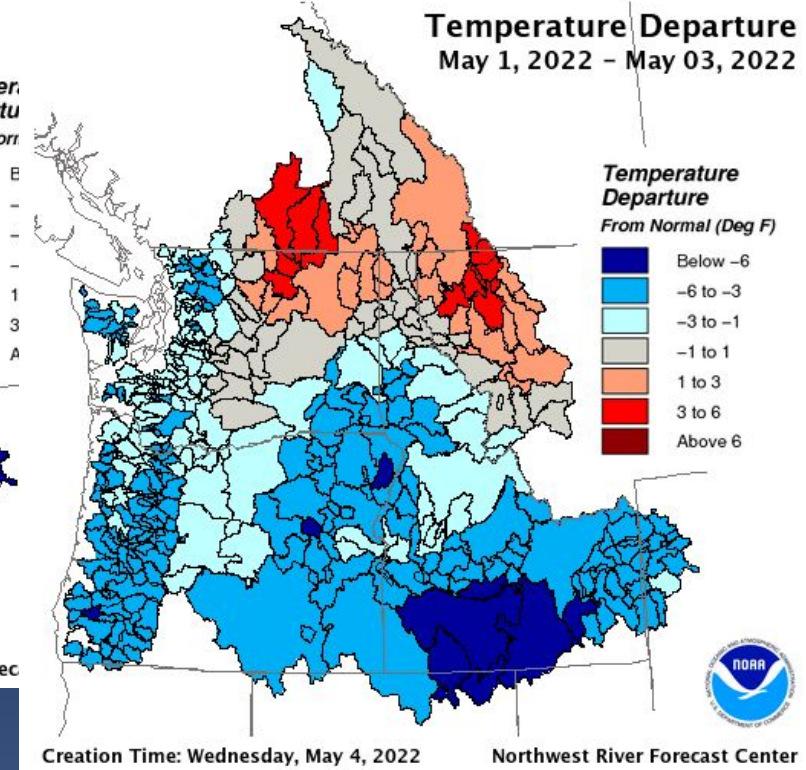 Temperature Departure
May 1, 2022 – May 03, 2022
Temperature
Departure
From Normal (Deg F)
Below −6
−6 to −3
−3 to −1
−1 to 1
1 to 3
3 to 6
Above 6
NOAA
Creation Time: Wednesday, May 4, 2022
Northwest River Forecast Center